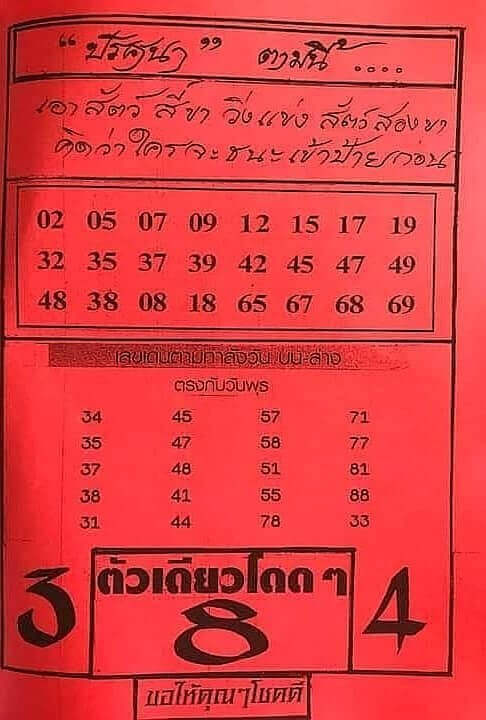 “ปริศนา” ตามนี้ ....
เอาสัตว์ สี่ขา วิ่งแข่ง สัตว์สองขา
คิดว่าใครจะชนะเข้าป้ายก่อน
02 05 07 09 12 15 17 19
32 35 37 39 42 45 47 49
48 38 08 18 65 67 68 69
เลขเด่นตามกำลังวัน บน-ล่าง
ตรงกับวันพุธ
34 45 57 71
35 47 58 77
37 48 51 81
38 41 55 88
31 44 78 33
ตัวเดียวโดดๆ
3 8 4
ขอให้คุณๆโชคดี